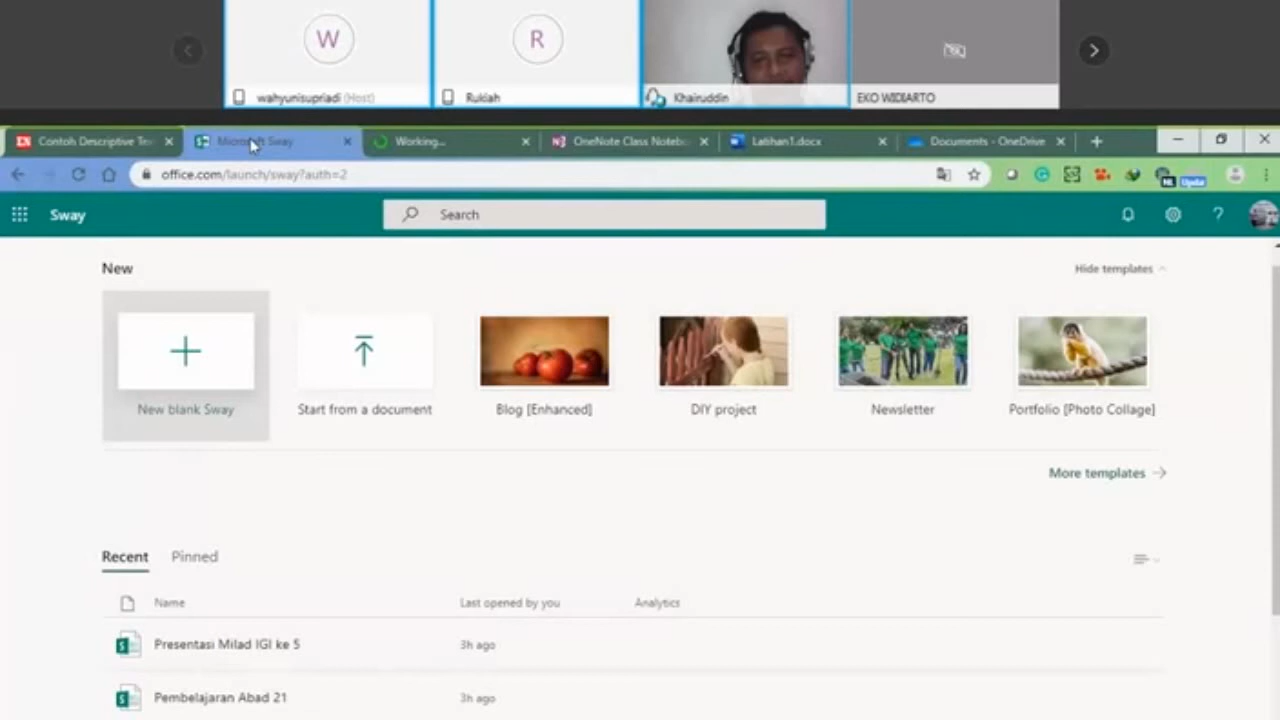 W
R
wahyunisupriadi (Host)
Rukiah
Khairuddin
EKO WIDIARTO
Contoh Descriptive Te
Microsoft Sway
Working...
OneNote Class Notebo
Latihan1.docx
Documents - OneDrive
office.com/launch/sway?auth=2
Sway
Search
?
New
Hide templates
New blank Sway
Start from a document
Blog [Enhanced]
DIY project
Newsletter
Portfolio [Photo Collage]
More templates
Recent
Pinned
Name
Last opened by you
Analytics
Presentasi Milad IGI ke 5
3h ago
Pembelajaran Abad 21
3h ago